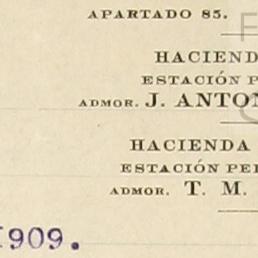 APARTADO 85.
HACIEND
ESTACIÓN P
ADMOR. J. ANTON
HACIENDA
ESTACIÓN PE
ADMOR. T. M.
1909.